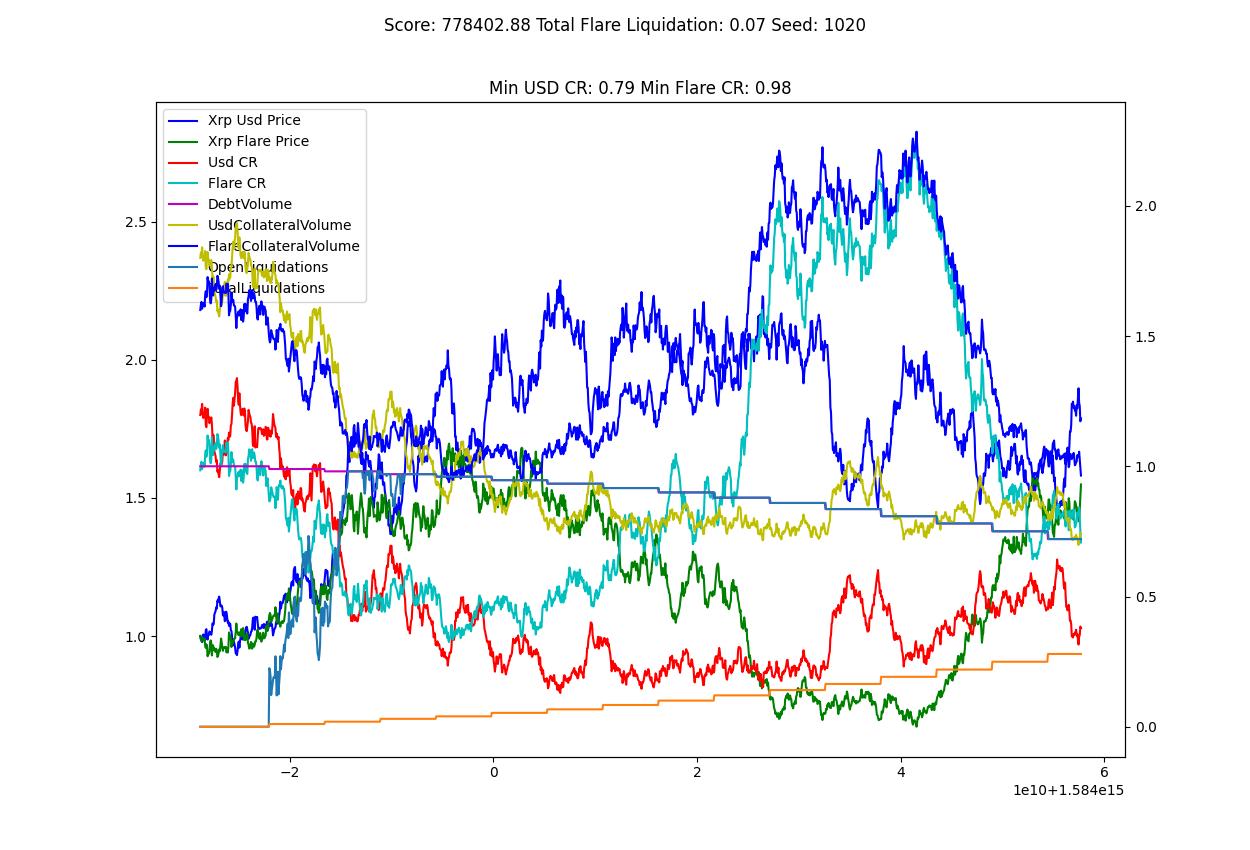 Score: 778402.88 Total Flare Liquidation: 0.07 Seed: 1020
Min USD CR: 0.79 Min Flare CR: 0.98
Xrp Usd Price
Xrp Flare Price
Usd CR
Flare CR
DebtVolume
UsdCollateralVolume
FlareCollateralVolume
OpenLiquidations
TotalLiquidations
2.5
2.0
1.5
1.0
2.0
1.5
1.0
0.5
0.0
−2
0
2
4
6
1e10+1.584e15